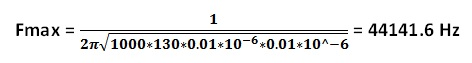 Fmax = 1 / 2π√1000*130*0.01*10⁻⁶*0.01*10^−6 = 44141.6 Hz